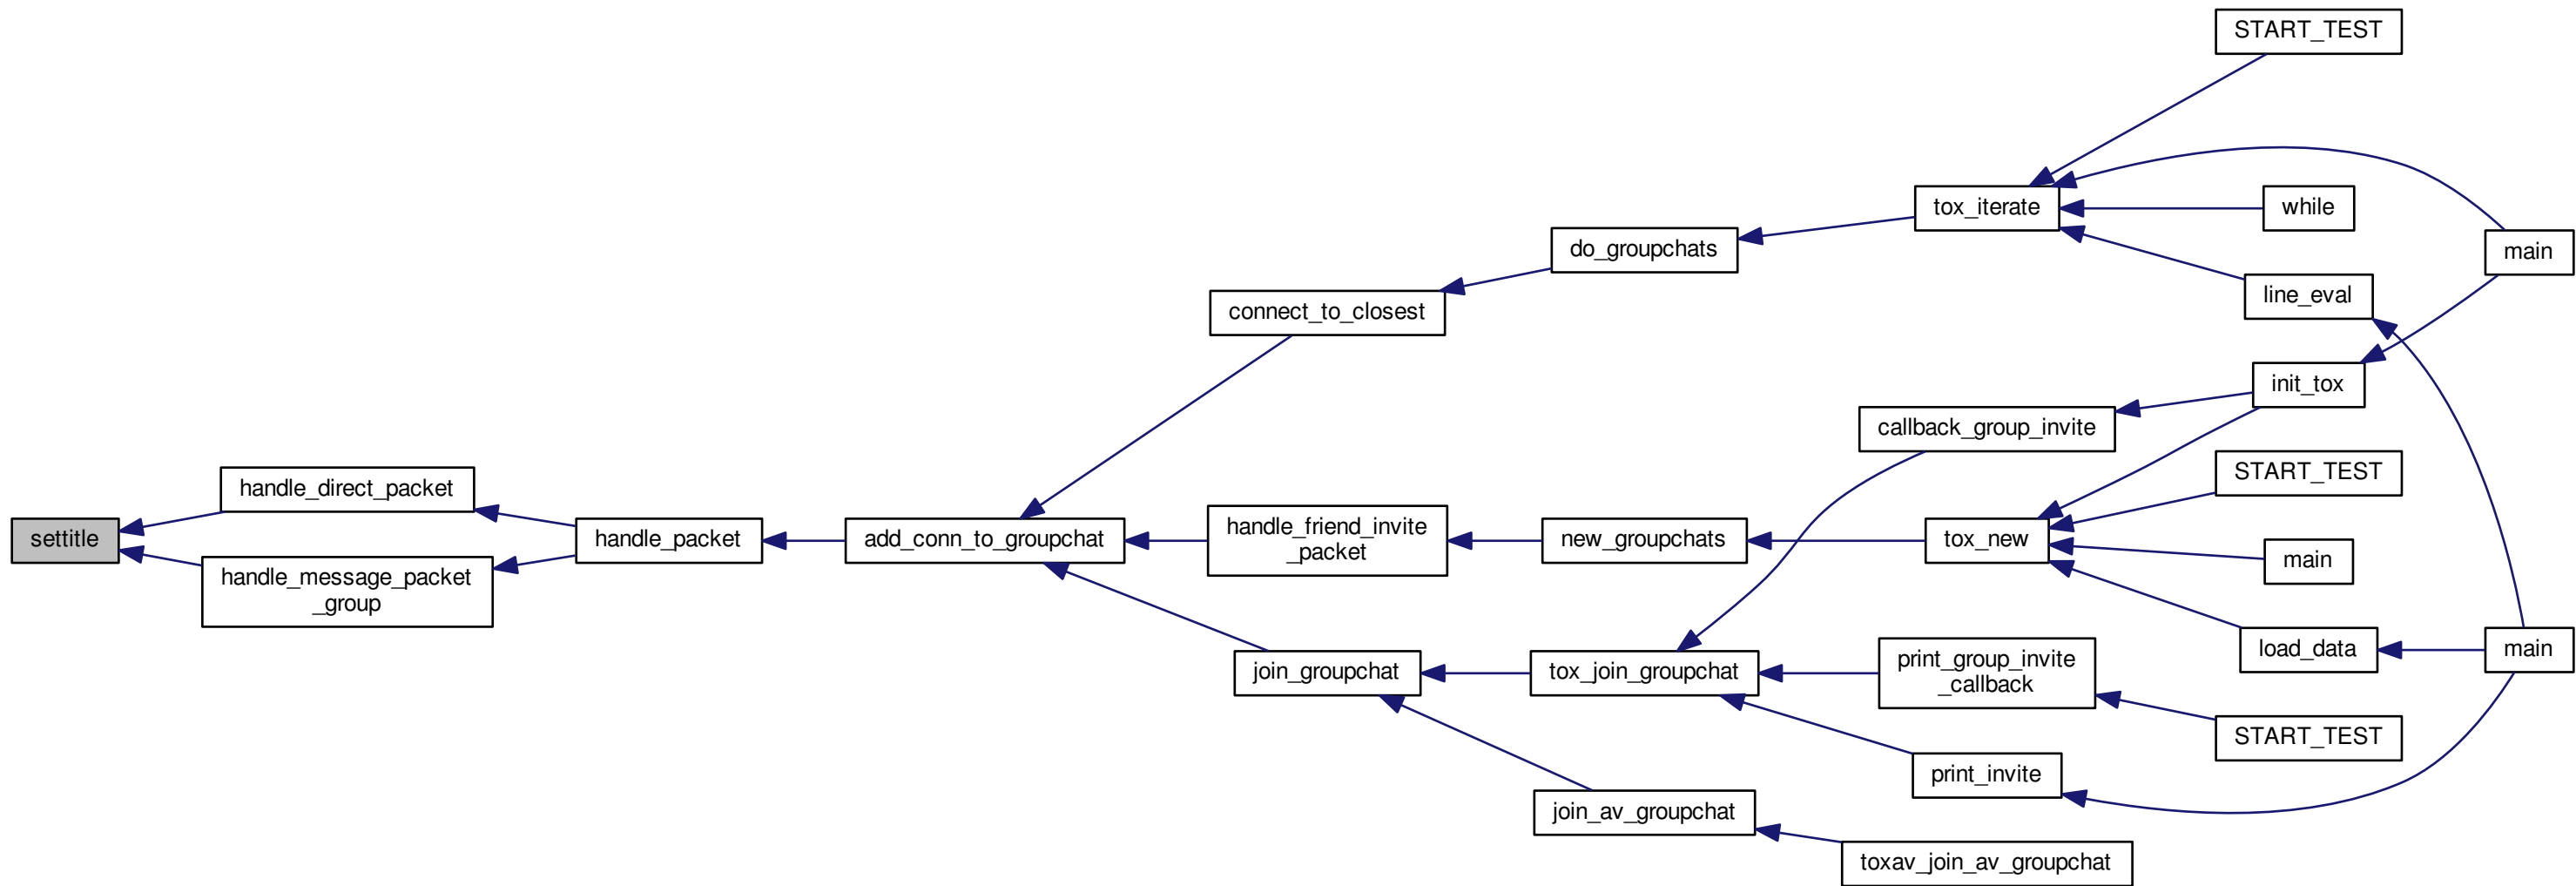 settitle
handle_direct_packet
handle_message_packet
_group
handle_packet
add_conn_to_groupchat
connect_to_closest
handle_friend_invite
_packet
join_groupchat
do_groupchats
new_groupchats
tox_join_groupchat
join_av_groupchat
tox_iterate
callback_group_invite
tox_new
print_group_invite
_callback
print_invite
toxav_join_av_groupchat
START_TEST
while
line_eval
init_tox
START_TEST
main
load_data
START_TEST
main
main